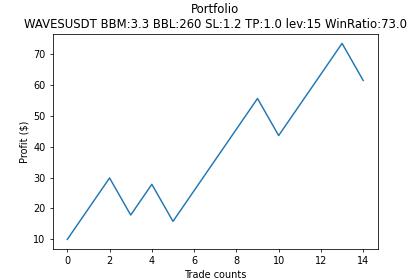 Portfolio
WAVESUSDT BBM:3.3 BBL:260 SL:1.2 TP:1.0 lev:15 WinRatio:73.0
70
60
50
40
30
20
10
Profit ($)
0 2 4 6 8 10 12 14
Trade counts